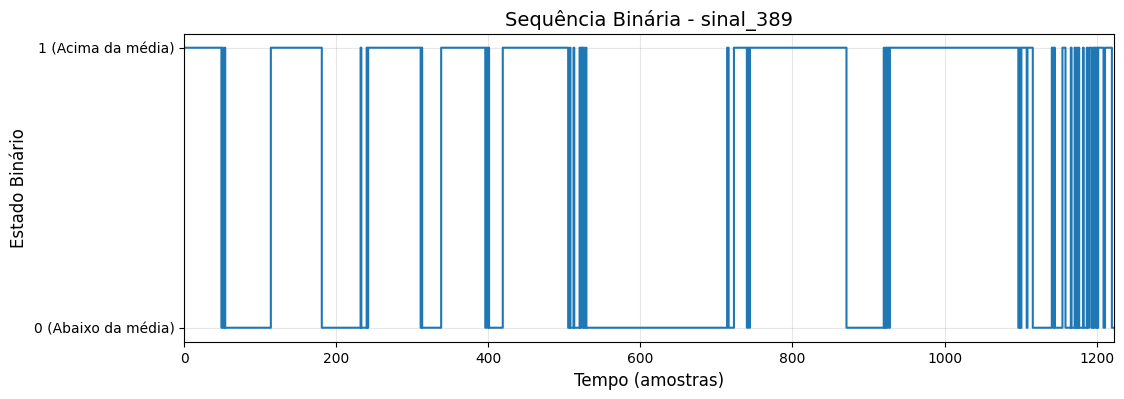 Sequência Binária - sinal_389
Estado Binário
1 (Acima da média)
0 (Abaixo da média)
0 200 400 600 800 1000 1200
Tempo (amostras)